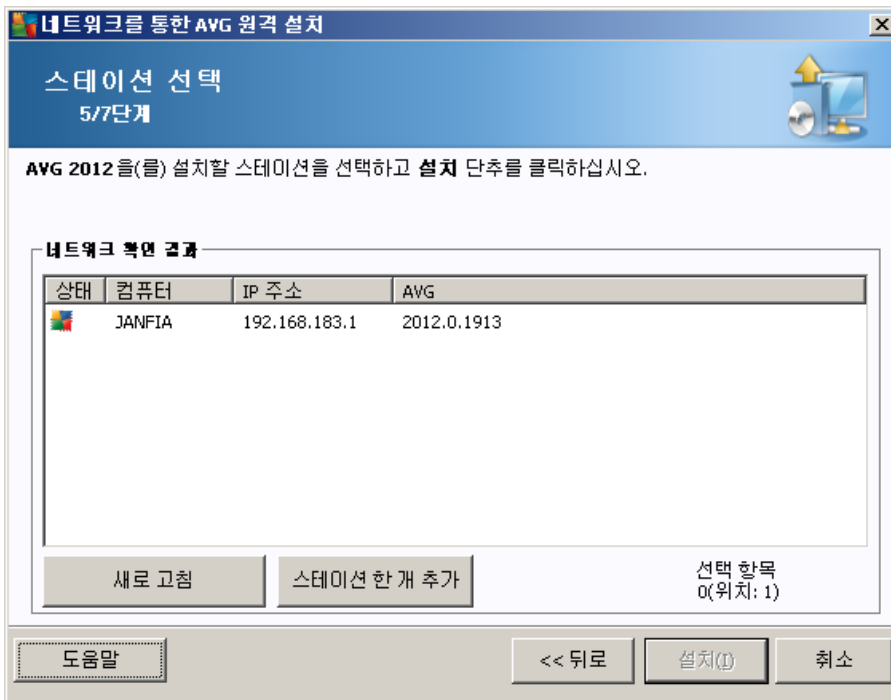 네트워크를 통한 AVG 원격 설치
스테이션 선택
5/7단계
AVG 2012을(를) 설치할 스테이션을 선택하고 설치 단추를 클릭하십시오.
네트워크 확인 결과
상태 컴퓨터 IP 주소 AVG
JANFIA 192.168.183.1 2012.0.1913
새로 고침 스테이션 한 개 추가 선택 항목
0(위치: 1)
도움말 << 뒤로 설치(I) 취소